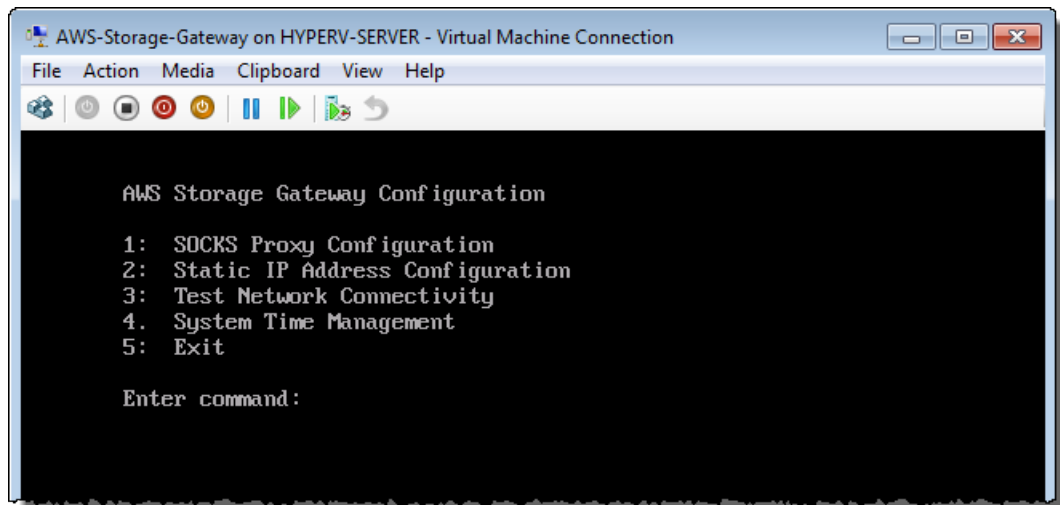 AWS-Storage-Gateway on HYPERV-SERVER - Virtual Machine Connection
File Action Media Clipboard View Help
AWS Storage Gateway Configuration
1: SOCKS Proxy Configuration
2: Static IP Address Configuration
3: Test Network Connectivity
4. System Time Management
5: Exit
Enter command: